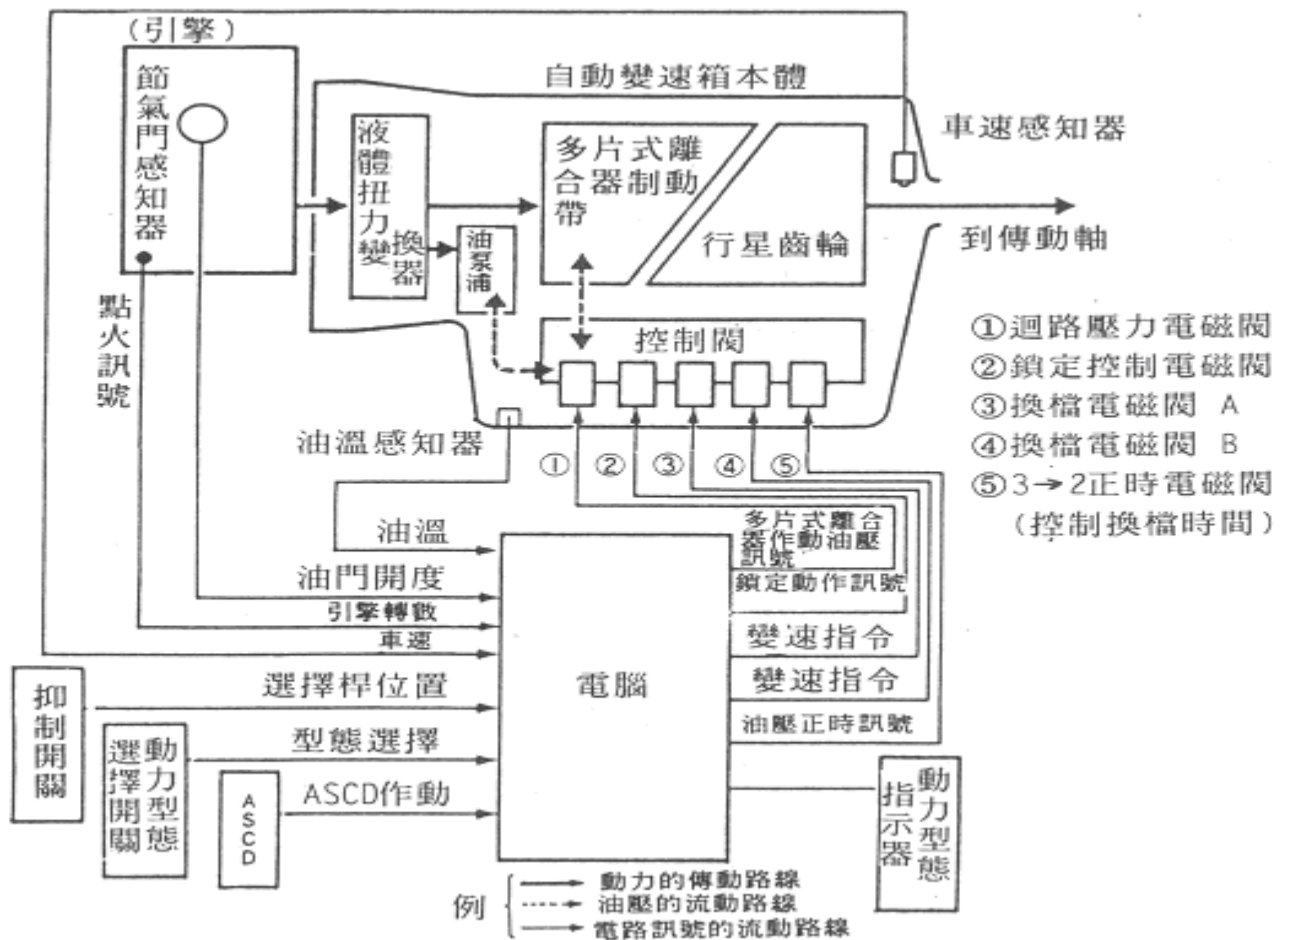 (引擎)
節氣門感知器
點火訊號
自動變速箱本體
液體扭力變換器
油泵浦
多片式離
合器制動
帶
行星齒輪
控制閥
車速感知器
到傳動軸
①迴路壓力電磁閥
②鎖定控制電磁閥
③換檔電磁閥 A
④換檔電磁閥 B
⑤3→2正時電磁閥
(控制換檔時間)
油溫感知器
① ② ③ ④ ⑤
油溫
油門開度
引擎轉數
車速
選擇桿位置
型態選擇
ASCD作動
抑制開關
動力型態
選擇開關
ASCD
電腦
多片式離合
器作動油壓
訊號
鎖定動作訊號
變速指令
變速指令
油壓正時訊號
動力型態
指示器
例
動力的傳動路線
油壓的流動路線
電路訊號的流動路線